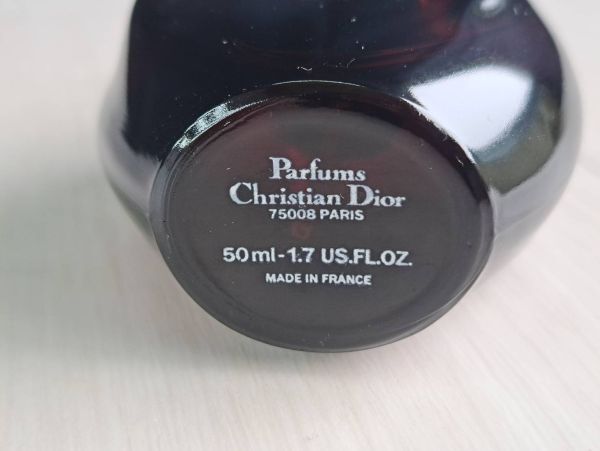 Parfums
Christian Dior
75008 PARIS
50 ml-1.7 US.FL.OZ.
MADE IN FRANCE